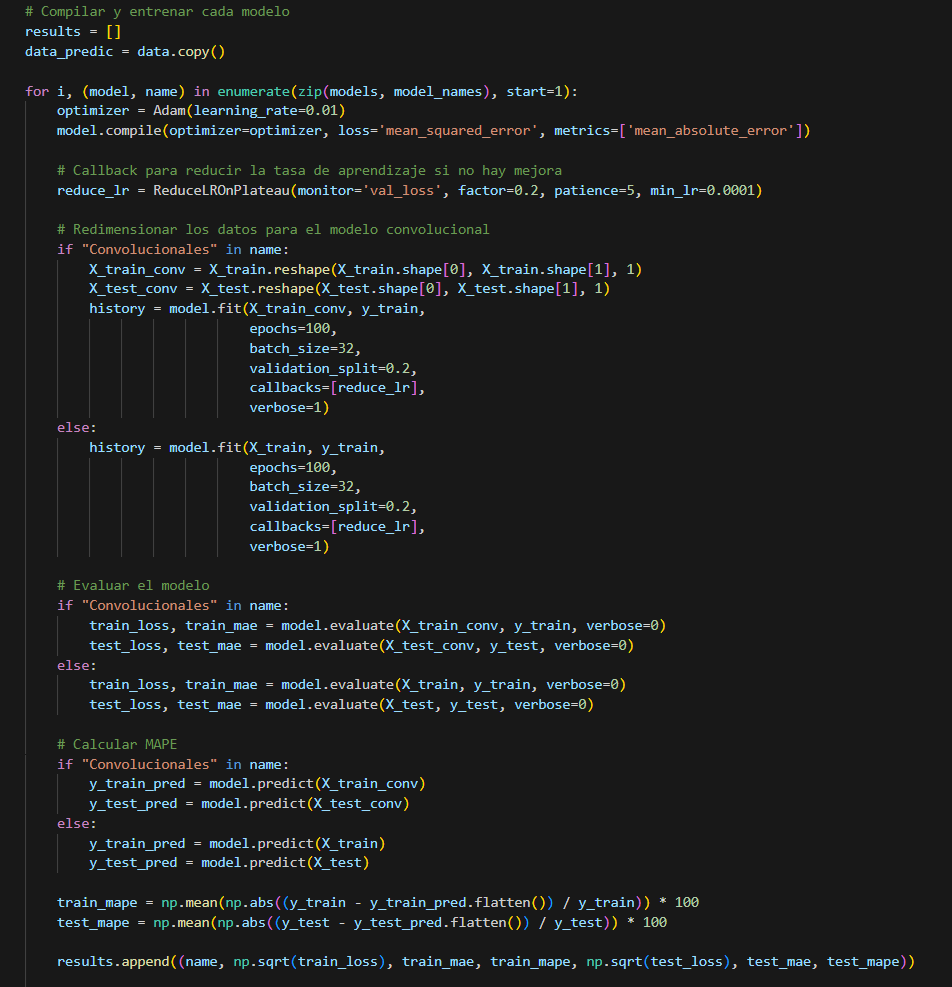 # Compilar y entrenar cada modelo
results = []
data_predic = data.copy()
for i, (model, name) in enumerate(zip(models, model_names), start=1):
optimizer = Adam(learning_rate=0.01)
model.compile(optimizer=optimizer, loss='mean_squared_error', metrics=['mean_absolute_error'])
# Callback para reducir la tasa de aprendizaje si no hay mejora
reduce_lr = ReduceLROnPlateau(monitor='val_loss', factor=0.2, patience=5, min_lr=0.0001)
# Redimensionar los datos para el modelo convolucional
if "Convolucionales" in name:
X_train_conv = X_train.reshape(X_train.shape[0], X_train.shape[1], 1)
X_test_conv = X_test.reshape(X_test.shape[0], X_test.shape[1], 1)
history = model.fit(X_train_conv, y_train,
epochs=100,
batch_size=32,
validation_split=0.2,
callbacks=[reduce_lr],
verbose=1)
else:
history = model.fit(X_train, y_train,
epochs=100,
batch_size=32,
validation_split=0.2,
callbacks=[reduce_lr],
verbose=1)
# Evaluar el modelo
if "Convolucionales" in name:
train_loss, train_mae = model.evaluate(X_train_conv, y_train, verbose=0)
test_loss, test_mae = model.evaluate(X_test_conv, y_test, verbose=0)
else:
train_loss, train_mae = model.evaluate(X_train, y_train, verbose=0)
test_loss, test_mae = model.evaluate(X_test, y_test, verbose=0)
# Calcular MAPE
if "Convolucionales" in name:
y_train_pred = model.predict(X_train_conv)
y_test_pred = model.predict(X_test_conv)
else:
y_train_pred = model.predict(X_train)
y_test_pred = model.predict(X_test)
train_mape = np.mean(np.abs((y_train - y_train_pred.flatten()) / y_train)) * 100
test_mape = np.mean(np.abs((y_test - y_test_pred.flatten()) / y_test)) * 100
results.append((name, np.sqrt(train_loss), train_mae, train_mape, np.sqrt(test_loss), test_mae, test_mape))